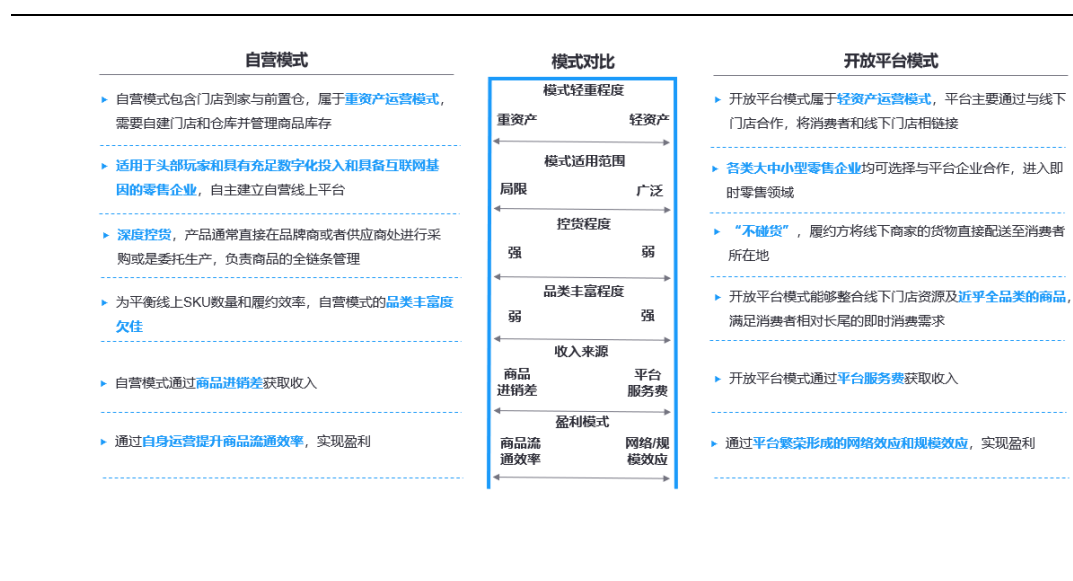 自营模式
自营模式包含门店到家与前置仓，属于重资产运营模式，
需要自建门店和仓库并管理商品库存
适用于头部玩家和具有充足数字化投入和具备互联网基
因的零售企业，自主建立自营线上平台
深度控货，产品通常直接在品牌商或者供应商处进行采
购或是委托生产，负责商品的全链条管理
为平衡线上SKU数量和履约效率，自营模式的品类丰富度
欠佳
自营模式通过商品进销差获取收入
通过自身运营提升商品流通效率，实现盈利
模式对比
模式轻重程度
重资产 轻资产
模式适用范围
局限 广泛
控货程度
强 弱
品类丰富程度
弱 强
收入来源
商品 平台
进销差 服务费
盈利模式
商品流 网络/规
通效率 模效应
开放平台模式
开放平台模式属于轻资产运营模式，平台主要通过与线下
门店合作，将消费者和线下门店相链接
各类大中小型零售企业均可选择与平台企业合作，进入即
时零售领域
“不碰货”，履约方将线下商家的货物直接配送至消费者
所在地
开放平台模式能够整合线下门店资源及近乎全品类的商品，
满足消费者相对长尾的即时消费需求
开放平台模式通过平台服务费获取收入
通过平台繁荣形成的网络效应和规模效应，实现盈利